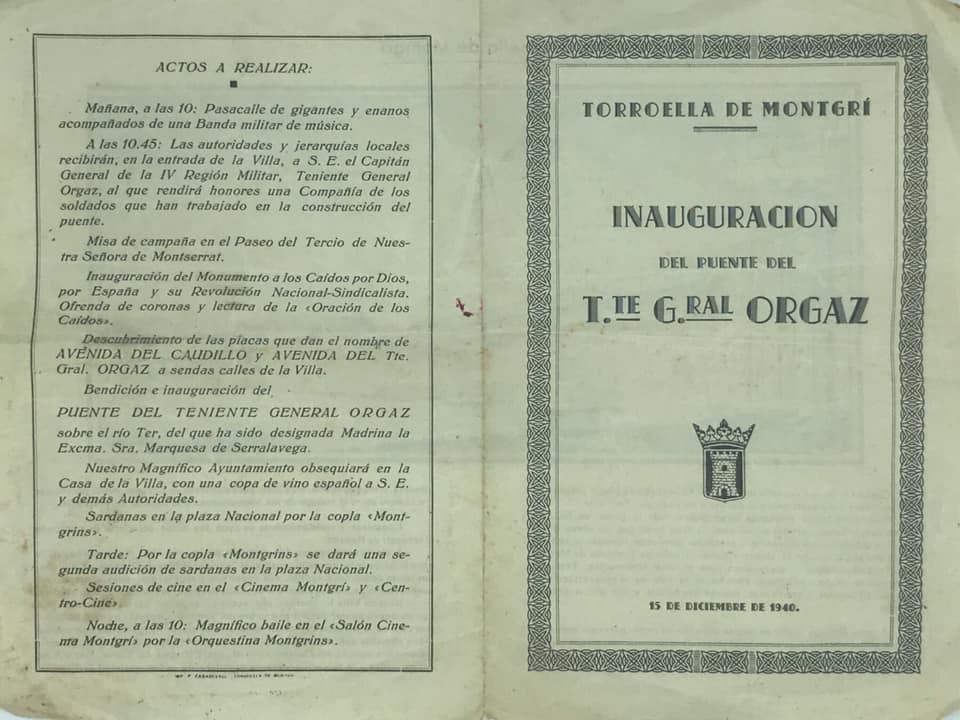 ACTOS A REALIZAR:
Mañana, a las 10: Pasacalle de gigantes y enanos
acompañados de una Banda militar de música.
A las 10.45: Las autoridades y jerarquías locales
recibirán, en la entrada de la Villa, a S. E. el Capitán
General de la IV Región Militar, Teniente General
Orgaz, al que rendirá honores una Compañía de los
soldados que han trabajado en la construcción del
puente.
Misa de campaña en el Paseo del Tercio de Nues-
tra Señora de Montserrat.
Inauguración del Monumento a los Caídos por Dios,
por España y su Revolución Nacional-Sindicalista.
Ofrenda de coronas y lectura de la «Oración de los
Caídos».
Descubrimiento de las placas que dan el nombre de
AVENIDA DEL CAUDILLO y AVENIDA DEL Tte.
Gral. ORGAZ a sendas calles de la Villa.
Bendición e inauguración del
PUENTE DEL TENIENTE GENERAL ORGAZ
sobre el río Ter, del que ha sido designada Madrina la
Excma. Sra. Marquesa de Serralavega.
Nuestro Magnífico Ayuntamiento obsequiará en la
Casa de la Villa, con una copa de vino español a S. E.
y demás Autoridades.
Sardanas en la plaza Nacional por la copla «Mont-
grins».
Tarde: Por la copla «Montgrins» se dará una se-
gunda audición de sardanas en la plaza Nacional.
Sesiones de cine en el «Cinema Montgrí» y «Cen-
tro-Cine»
Noche, a las 10: Magnífico baile en el «Salón Cine-
ma Montgrí» por la «Orquestina Montgrins».
TORROELLA DE MONTGRÍ
INAUGURACION
DEL PUENTE DEL
T.TE G.RAL ORGAZ
15 DE DICIEMBRE DE 1940.